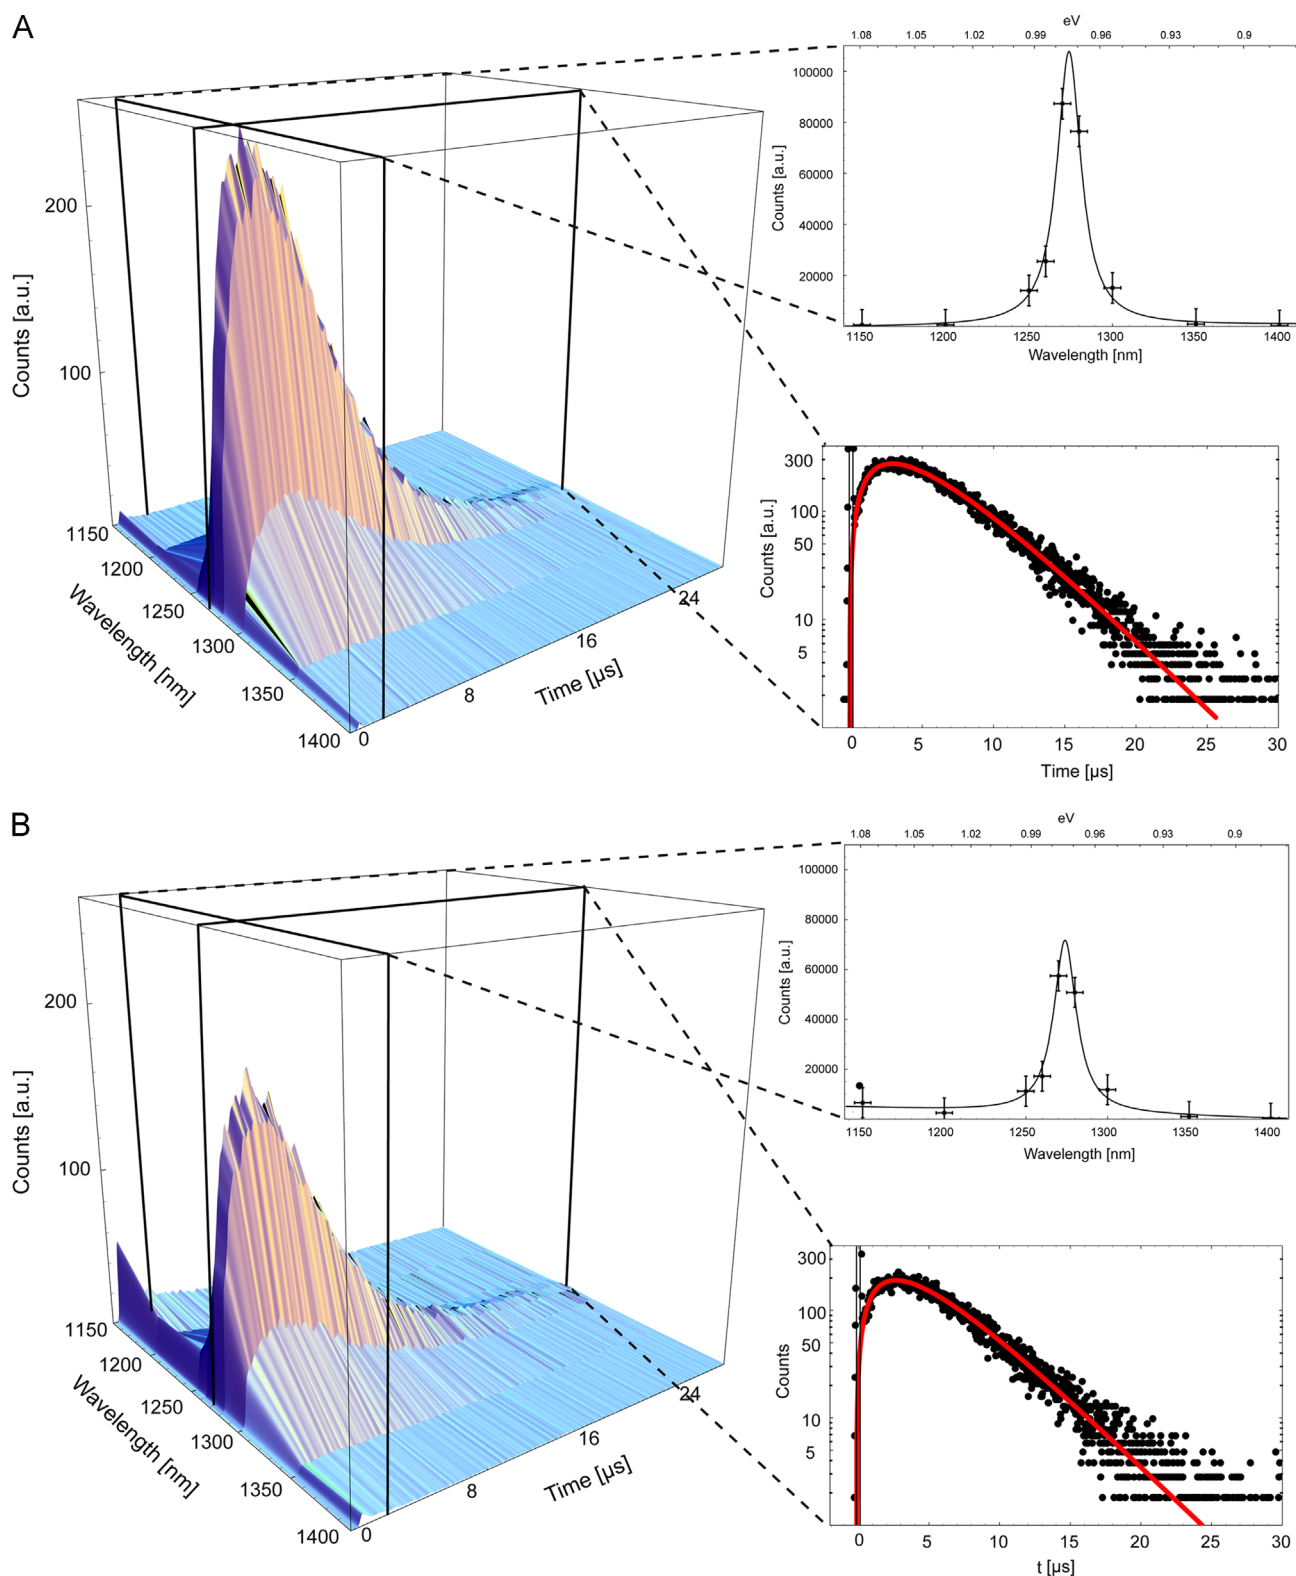 A
Counts [a.u.]
200
100
1150
1200
1250
1300
1350
1400
Wavelength [nm]
0
8
16
24
Time [µs]
eV
1.08 1.05 1.02 0.99 0.96 0.93 0.9
Counts [a.u.]
100000
80000
60000
40000
20000
1150 1200 1250 1300 1350 1400
Wavelength [nm]
Counts [a.u.]
300
100
50
10
5
0 5 10 15 20 25 30
Time [µs]
B
Counts [a.u.]
200
100
1150
1200
1250
1300
1350
1400
Wavelength [nm]
0
8
16
24
Time [µs]
eV
1.08 1.05 1.02 0.99 0.96 0.93 0.9
Counts [a.u.]
100000
80000
60000
40000
20000
1150 1200 1250 1300 1350 1400
Wavelength [nm]
Counts
300
100
50
10
5
0 5 10 15 20 25 30
t [µs]